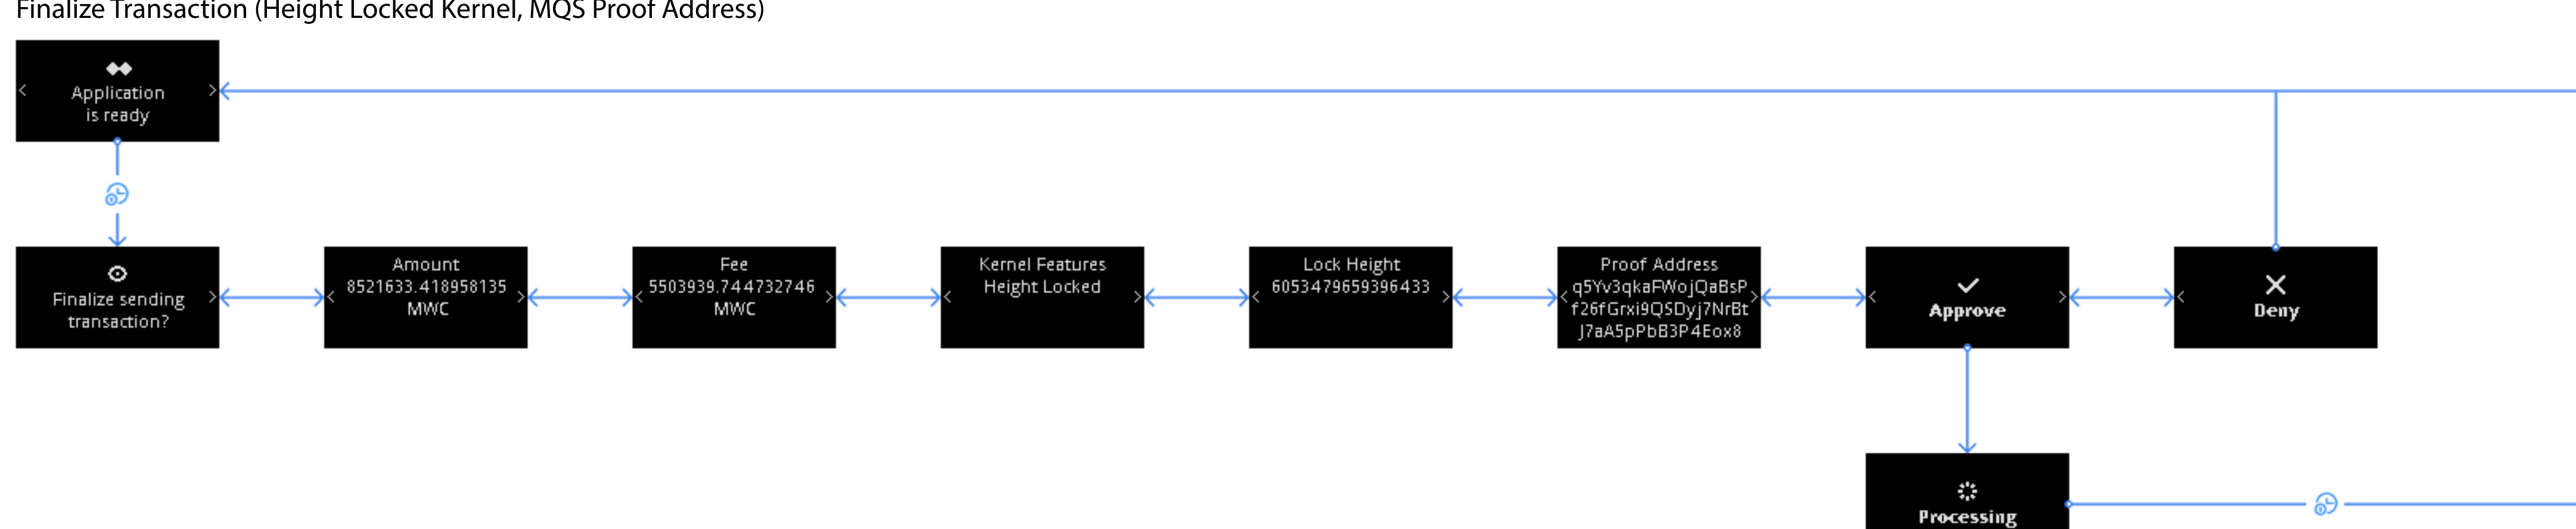 Finalize Transaction (Height Locked Kernel, MQS Proof Address)
Application
is ready
Finalize sending
transaction?
Amount
8521633.418958135
MWC
Fee
5503939.744732746
MWC
Kernel Features
Height Locked
Lock Height
6053479659396433
Proof Address
q5Yv3qkaFWojQaBsP
f26fGrxi9QSDyj7NrBt
J7aA5pPbB3P4Eox8
Approve
Deny
Processing